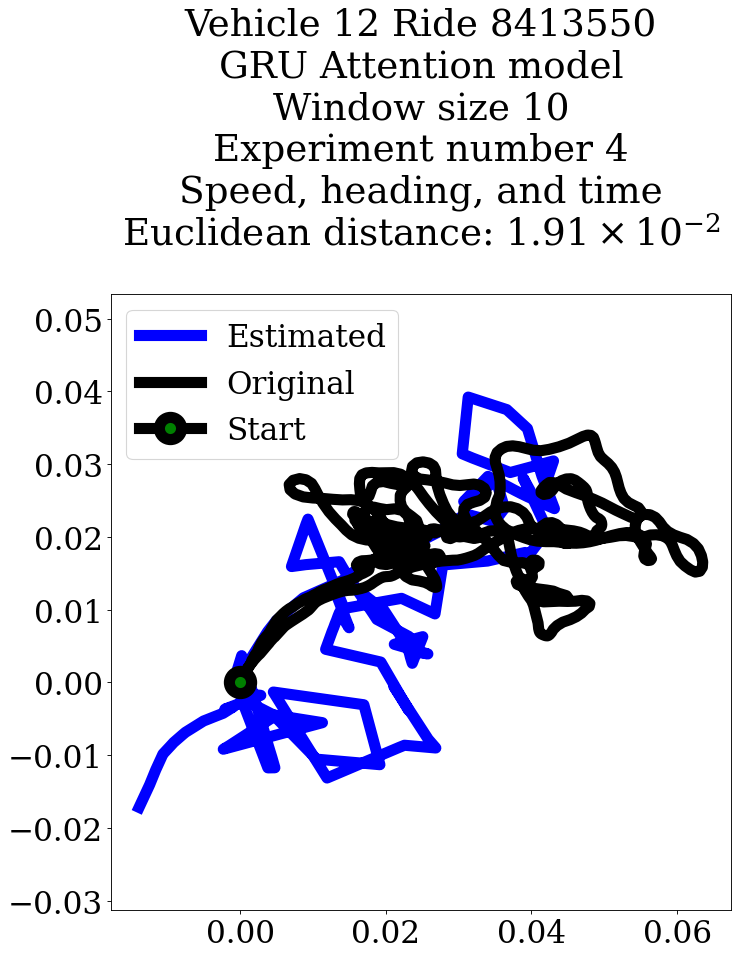 Vehicle 12 Ride 8413550
GRU Attention model
Window size 10
Experiment number 4
Speed, heading, and time
Euclidean distance: 1.91 × 10⁻²
Estimated
Original
Start
0.05
0.04
0.03
0.02
0.01
0.00
−0.01
−0.02
−0.03
0.00 0.02 0.04 0.06